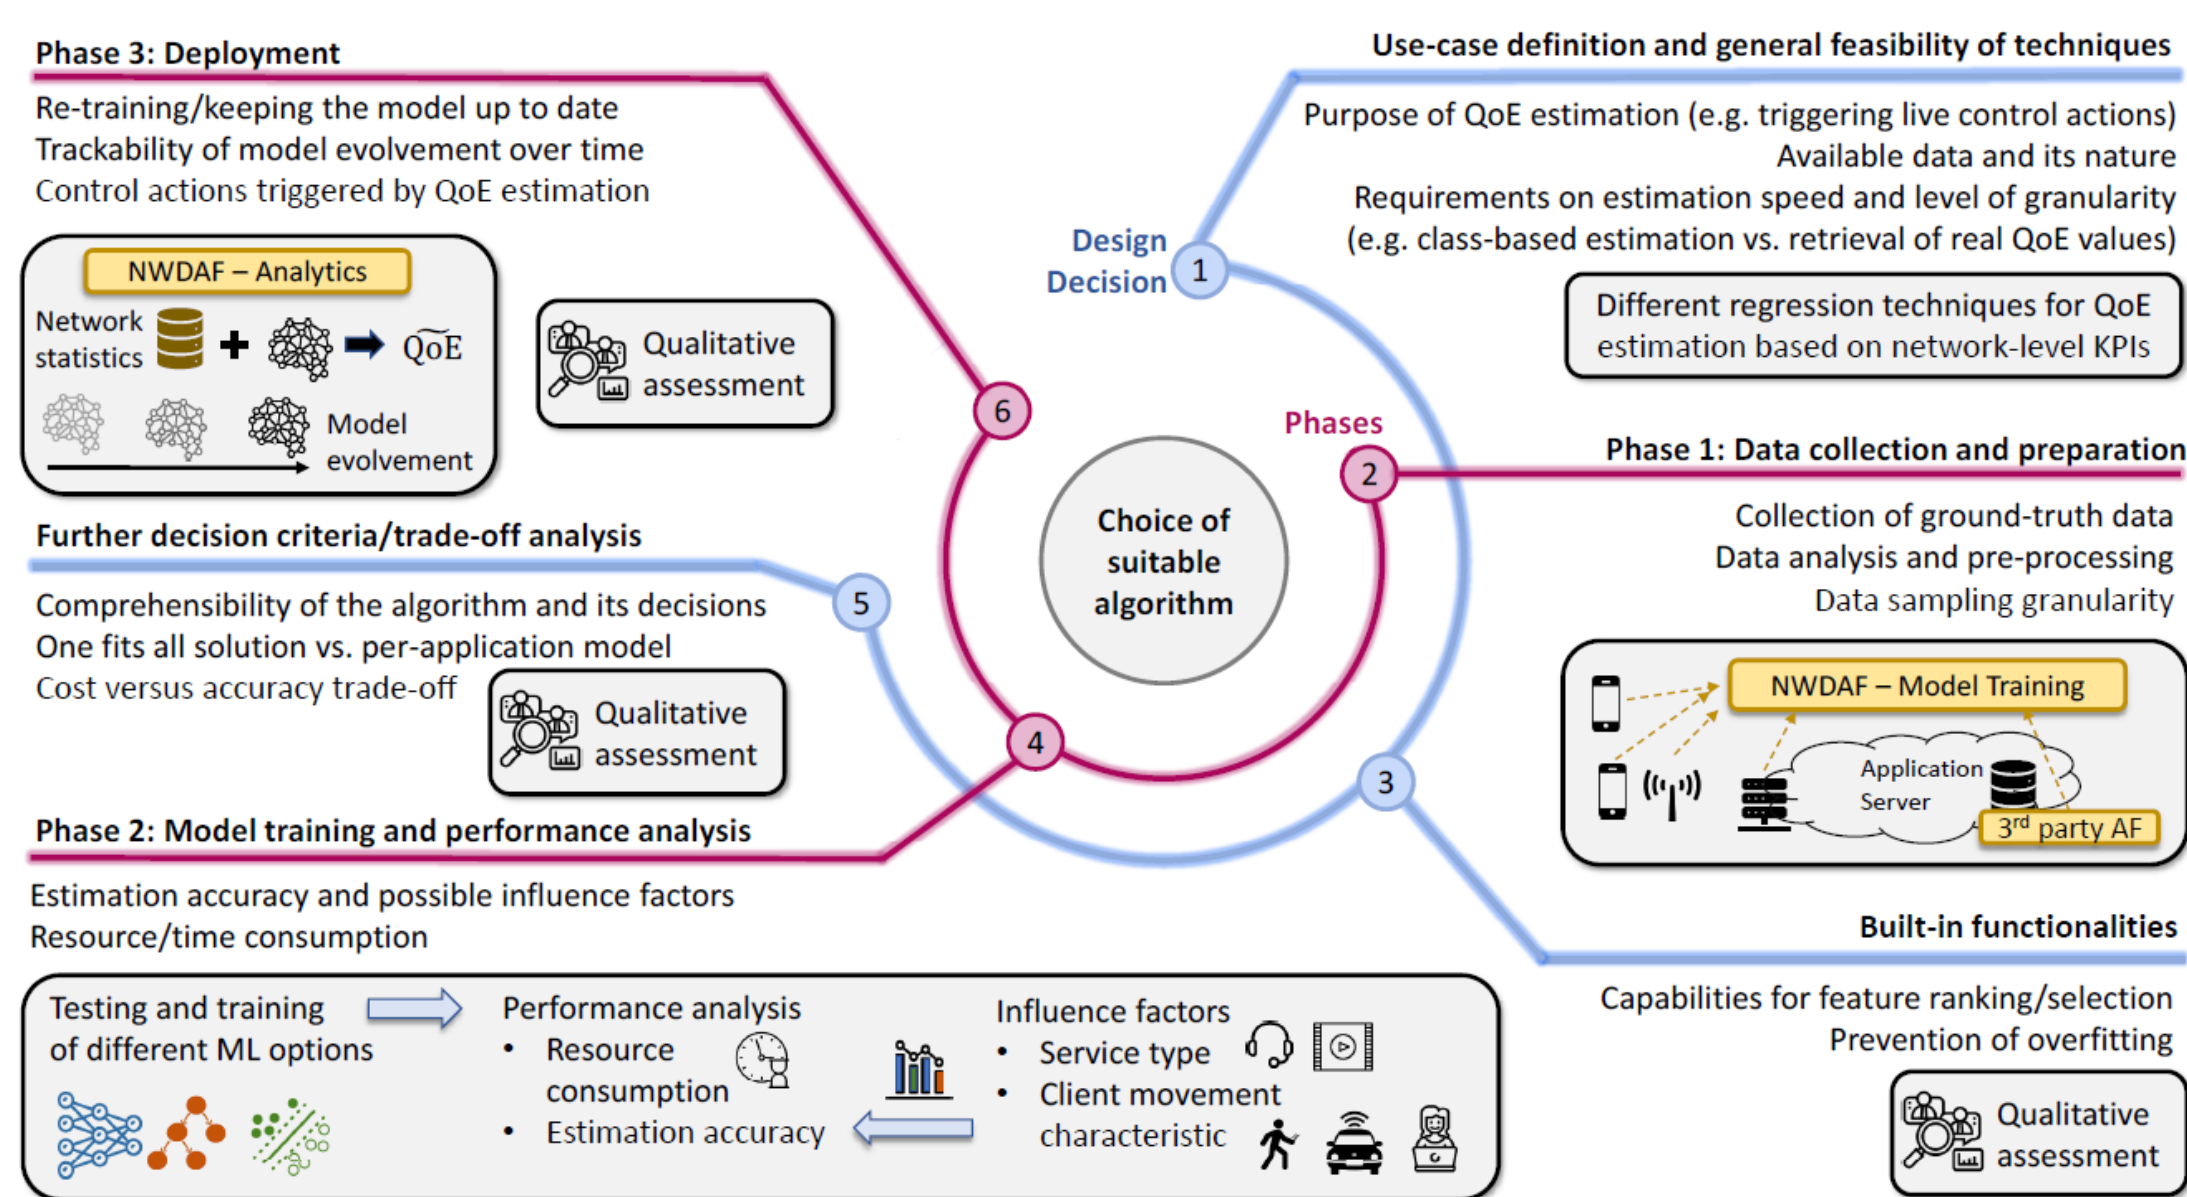 Phase 3: Deployment
Re-training/keeping the model up to date
Trackability of model evolvement over time
Control actions triggered by QoE estimation
NWDAF – Analytics
Network
statistics
QoE
Model
evolvement
Qualitative
assessment
Use-case definition and general feasibility of techniques
Purpose of QoE estimation (e.g. triggering live control actions)
Available data and its nature
Requirements on estimation speed and level of granularity
(e.g. class-based estimation vs. retrieval of real QoE values)
Different regression techniques for QoE
estimation based on network-level KPIs
Design
Decision
1
Phases
2
6
Choice of
suitable
algorithm
5
4
3
Phase 1: Data collection and preparation
Collection of ground-truth data
Data analysis and pre-processing
Data sampling granularity
NWDAF – Model Training
Application
Server
3rd party AF
Further decision criteria/trade-off analysis
Comprehensibility of the algorithm and its decisions
One fits all solution vs. per-application model
Cost versus accuracy trade-off
Qualitative
assessment
Phase 2: Model training and performance analysis
Estimation accuracy and possible influence factors
Resource/time consumption
Testing and training
of different ML options
Performance analysis
• Resource
consumption
• Estimation accuracy
Influence factors
• Service type
• Client movement
characteristic
Built-in functionalities
Capabilities for feature ranking/selection
Prevention of overfitting
Qualitative
assessment